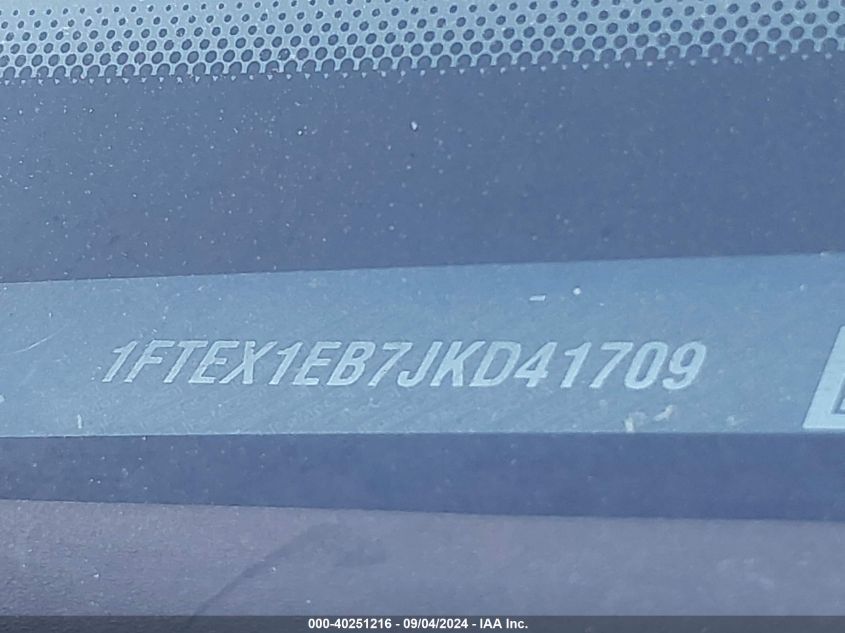 1FTEX1EB7JKD41709
000-40251216 - 09/04/2024 - IAA Inc.